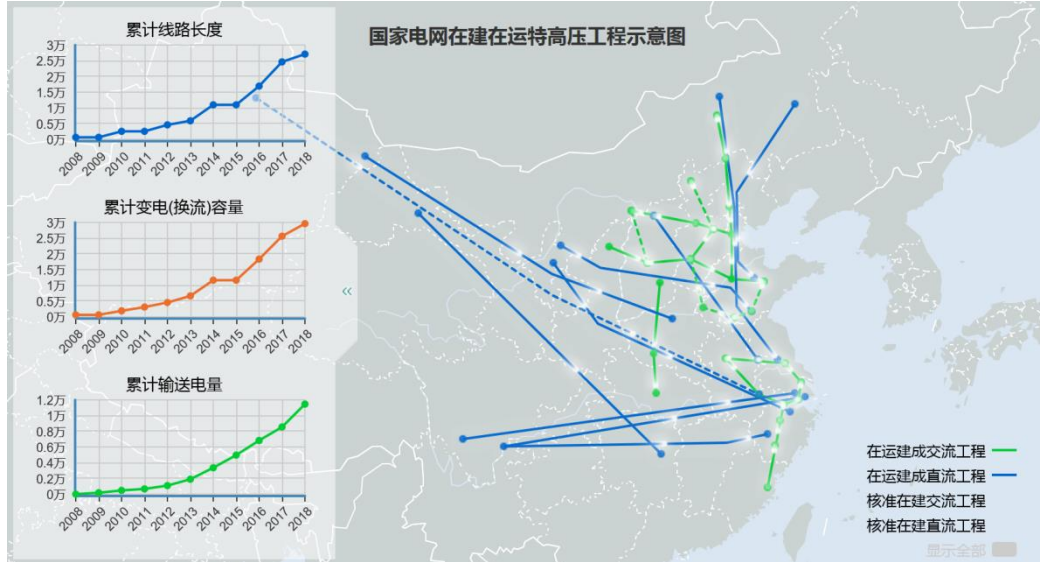 国家电网在建在运特高压工程示意图
累计线路长度
3万
2.5万
2万
1.5万
1万
0.5万
0万
2008 2009 2010 2011 2012 2013 2014 2015 2016 2017 2018
累计变电(换流)容量
3万
2.5万
2万
1.5万
1万
0.5万
0万
2008 2009 2010 2011 2012 2013 2014 2015 2016 2017 2018
«
累计输送电量
1.2万
1万
0.8万
0.6万
0.4万
0.2万
0万
2008 2009 2010 2011 2012 2013 2014 2015 2016 2017 2018
在运建成交流工程
在运建成直流工程
核准在建交流工程
核准在建直流工程
显示全部